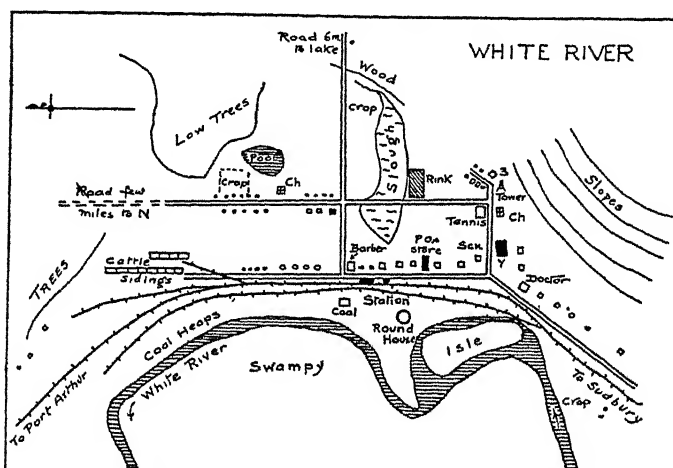 WHITE RIVER
Road 6m
to lake
Wood
Crop
Low Trees
Slough
Pool
Crop
Ch
Rink
3
Tower
Slopes
Road few
miles to N
Tennis
Ch
Barber
P.O.
Store
Sch.
Y
Doctor
TREES
Cattle
Sidings
Station
Coal
Round
House
Isle
Coal Heaps
White River
Swampy
To Port Arthur
To Sudbury
Crop